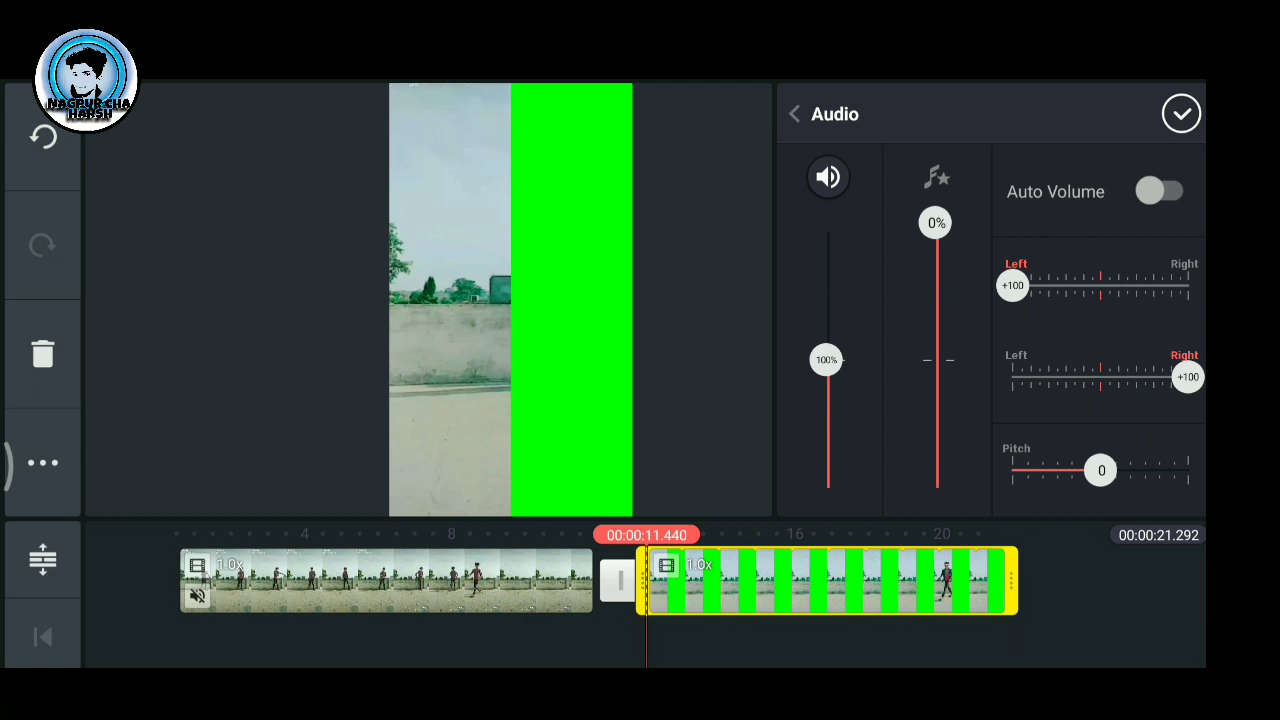 NAGPUR CHA
HARSH
Audio
0%
Auto Volume
Left
Right
+100
100%
Left
Right
+100
Pitch
0
4
8
00:00:11.440
16
20
00:00:21.292
1.0x
1.0x